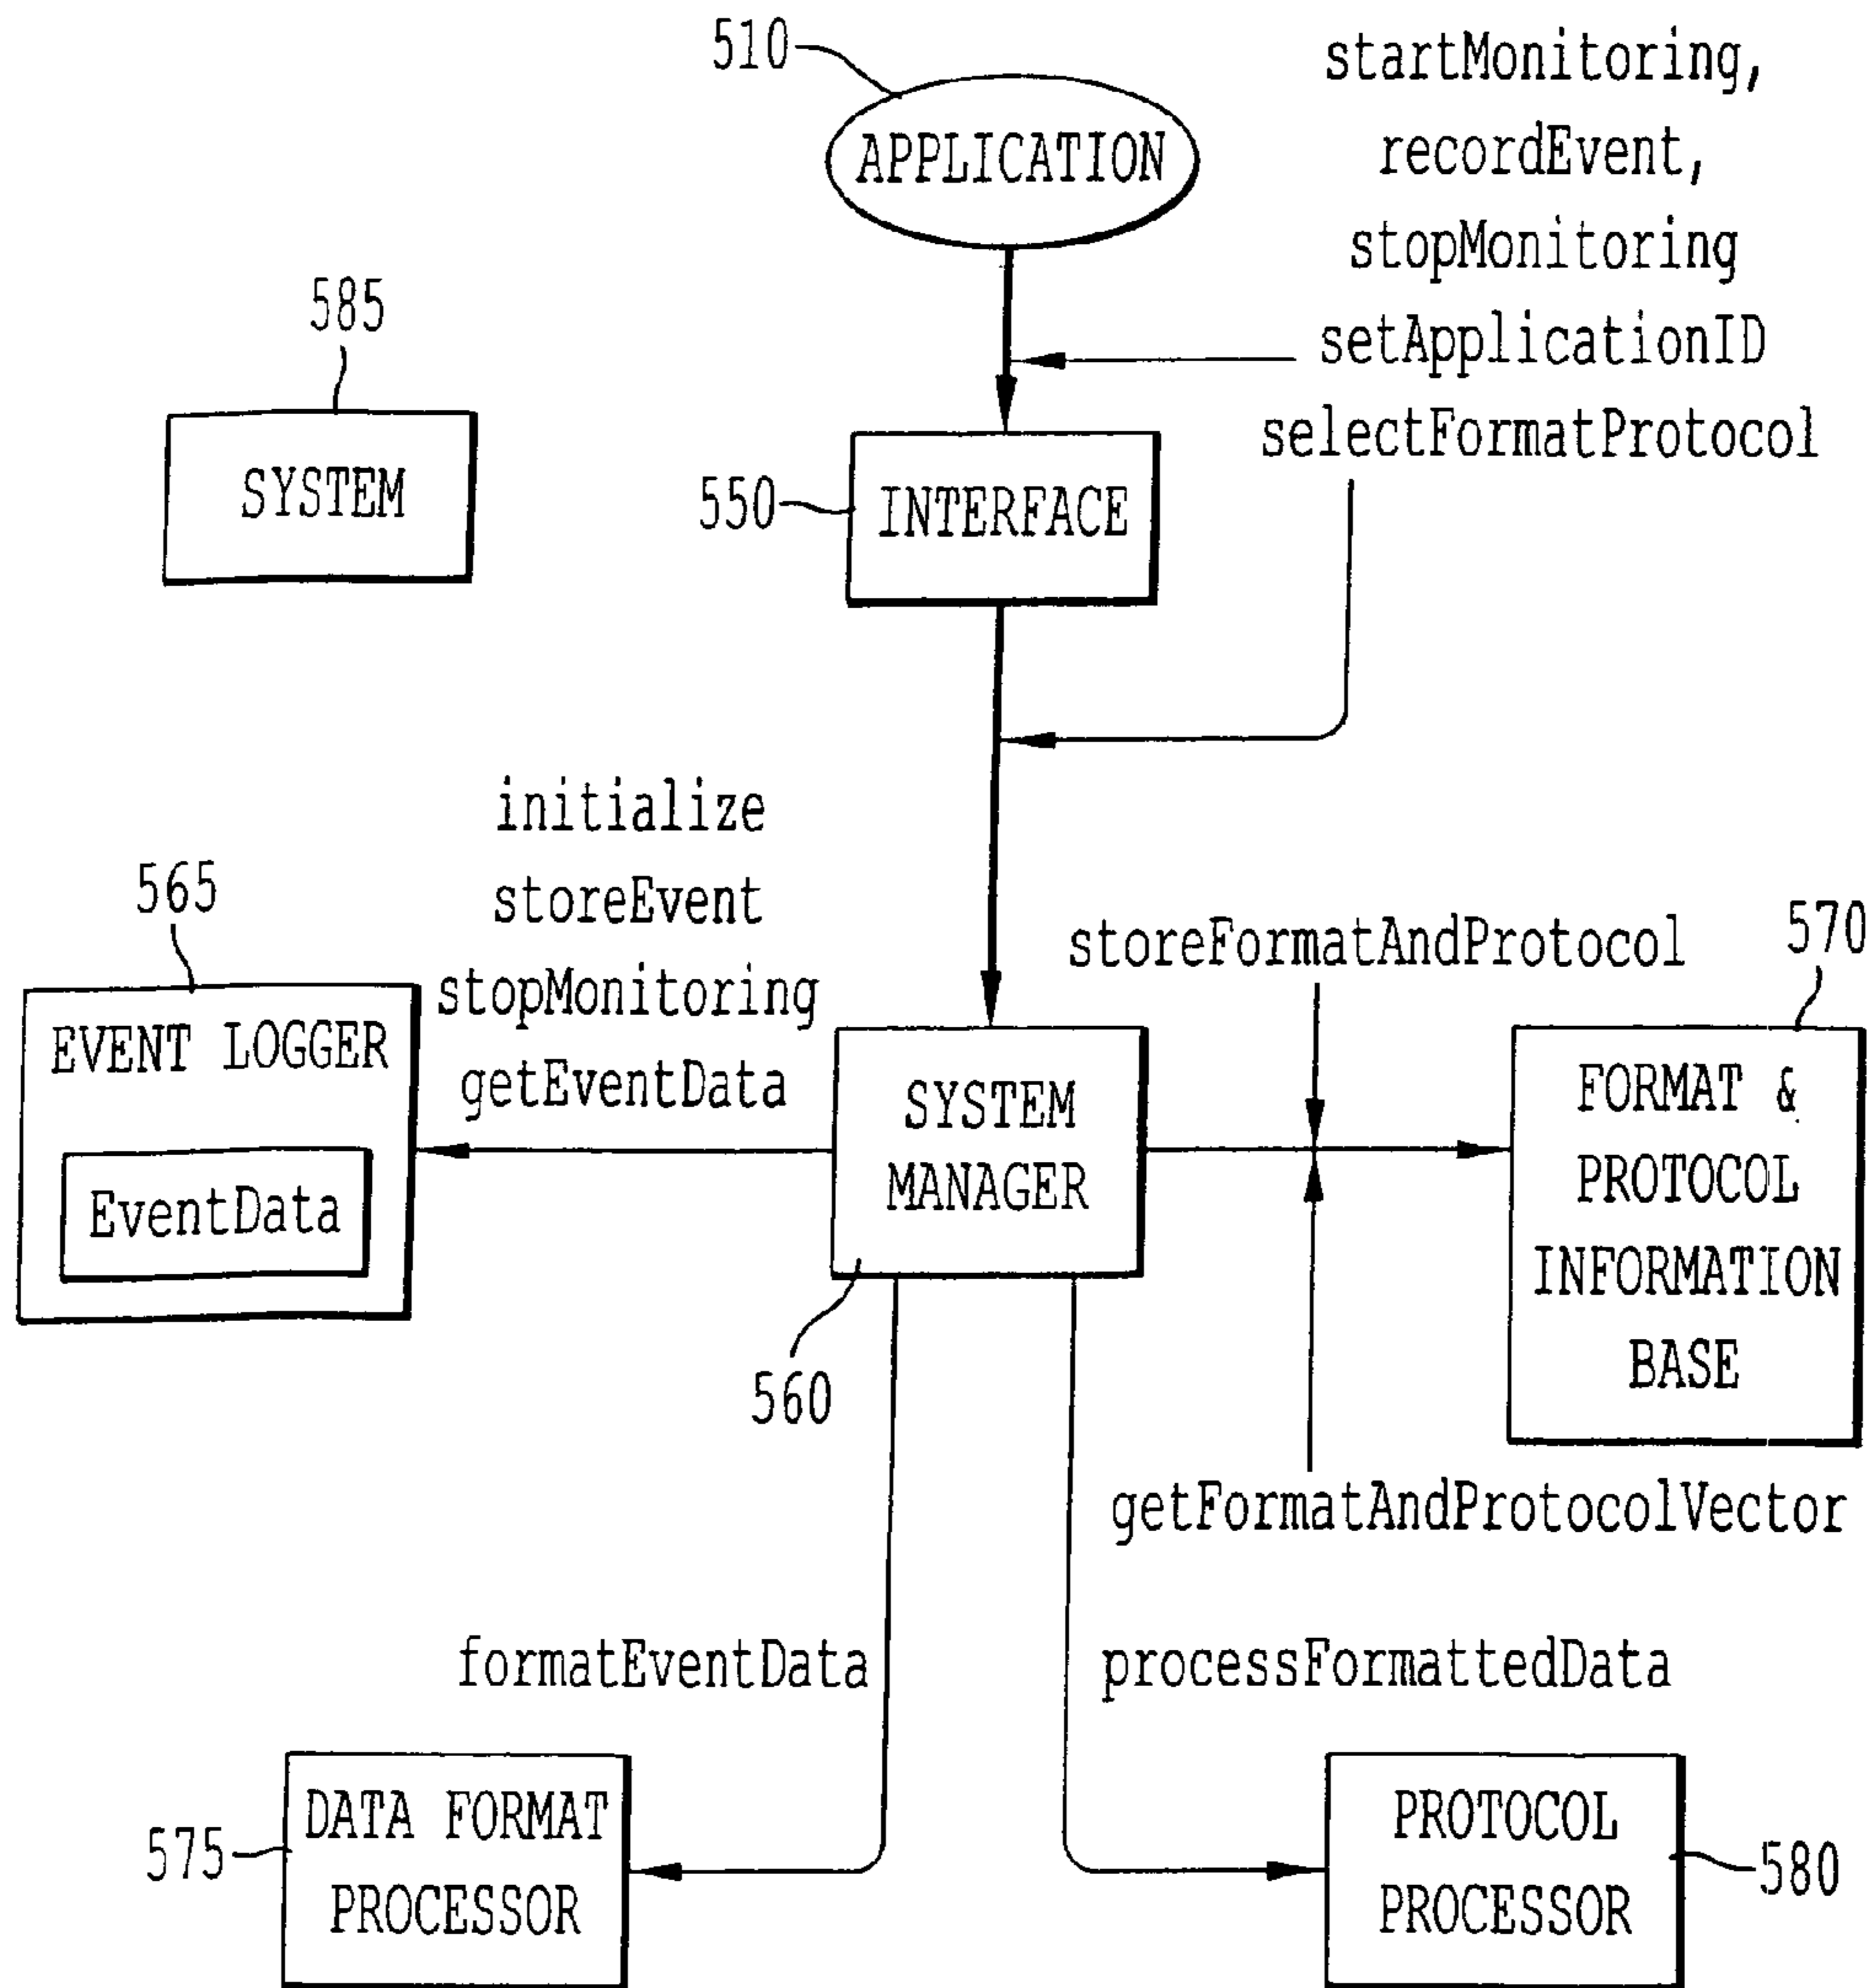 510
APPLICATION
startMonitoring,
recordEvent,
stopMonitoring
setApplicationID
selectFormatProtocol
585
SYSTEM
550
INTERFACE
initialize
storeEvent
stopMonitoring
getEventData
565
EVENT LOGGER
EventData
storeFormatAndProtocol
570
SYSTEM
MANAGER
560
FORMAT &
PROTOCOL
INFORMATION
BASE
getFormatAndProtocolVector
formatEventData
processFormattedData
575
DATA FORMAT
PROCESSOR
PROTOCOL
PROCESSOR
580